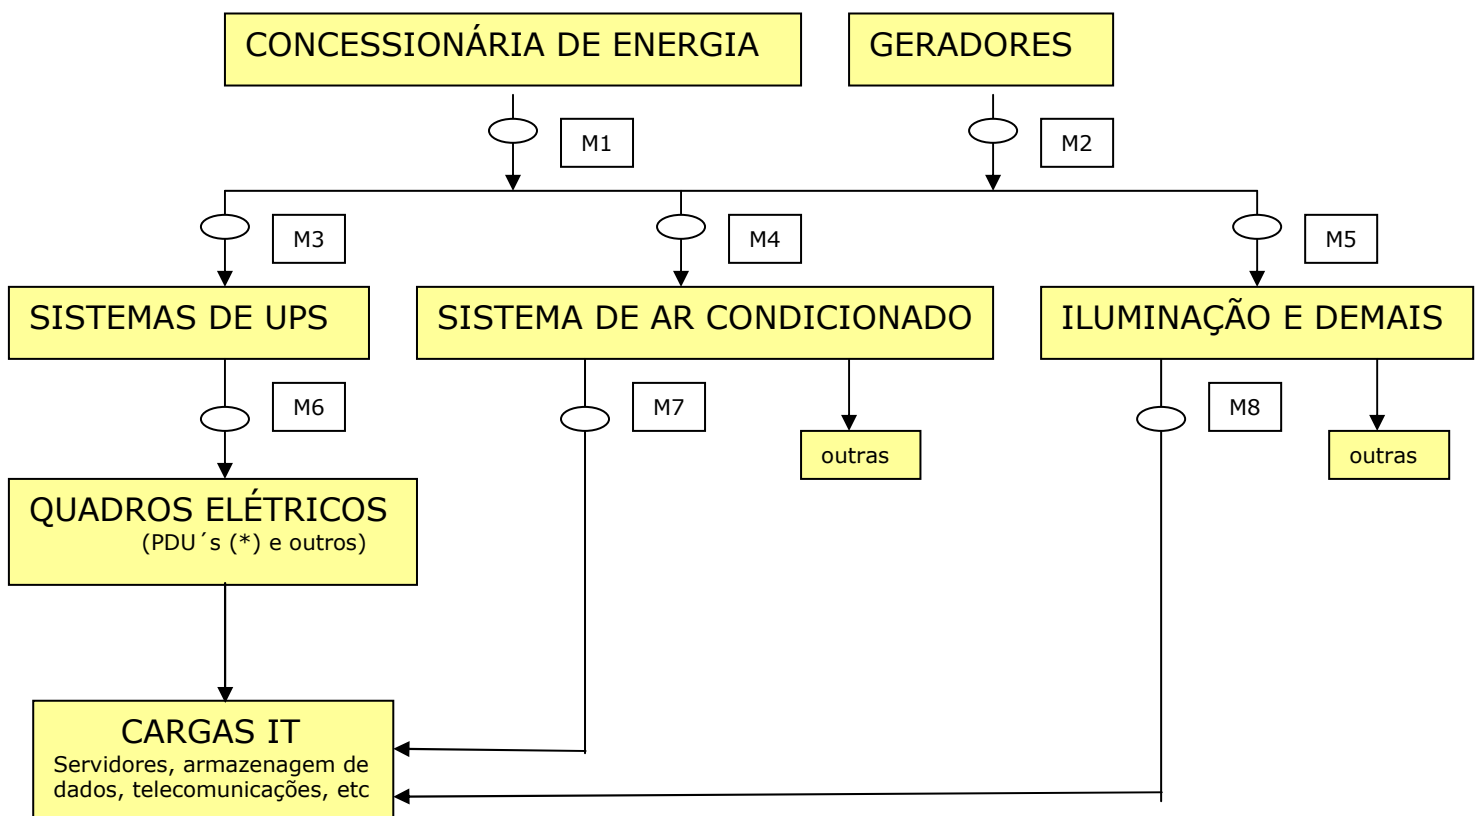 CONCESSIONÁRIA DE ENERGIA
GERADORES
M1
M2
M3
M4
M5
SISTEMAS DE UPS
SISTEMA DE AR CONDICIONADO
ILUMINAÇÃO E DEMAIS
M6
M7
M8
outras
outras
QUADROS ELÉTRICOS
(PDU´s (*) e outros)
CARGAS IT
Servidores, armazenagem de
dados, telecomunicações, etc